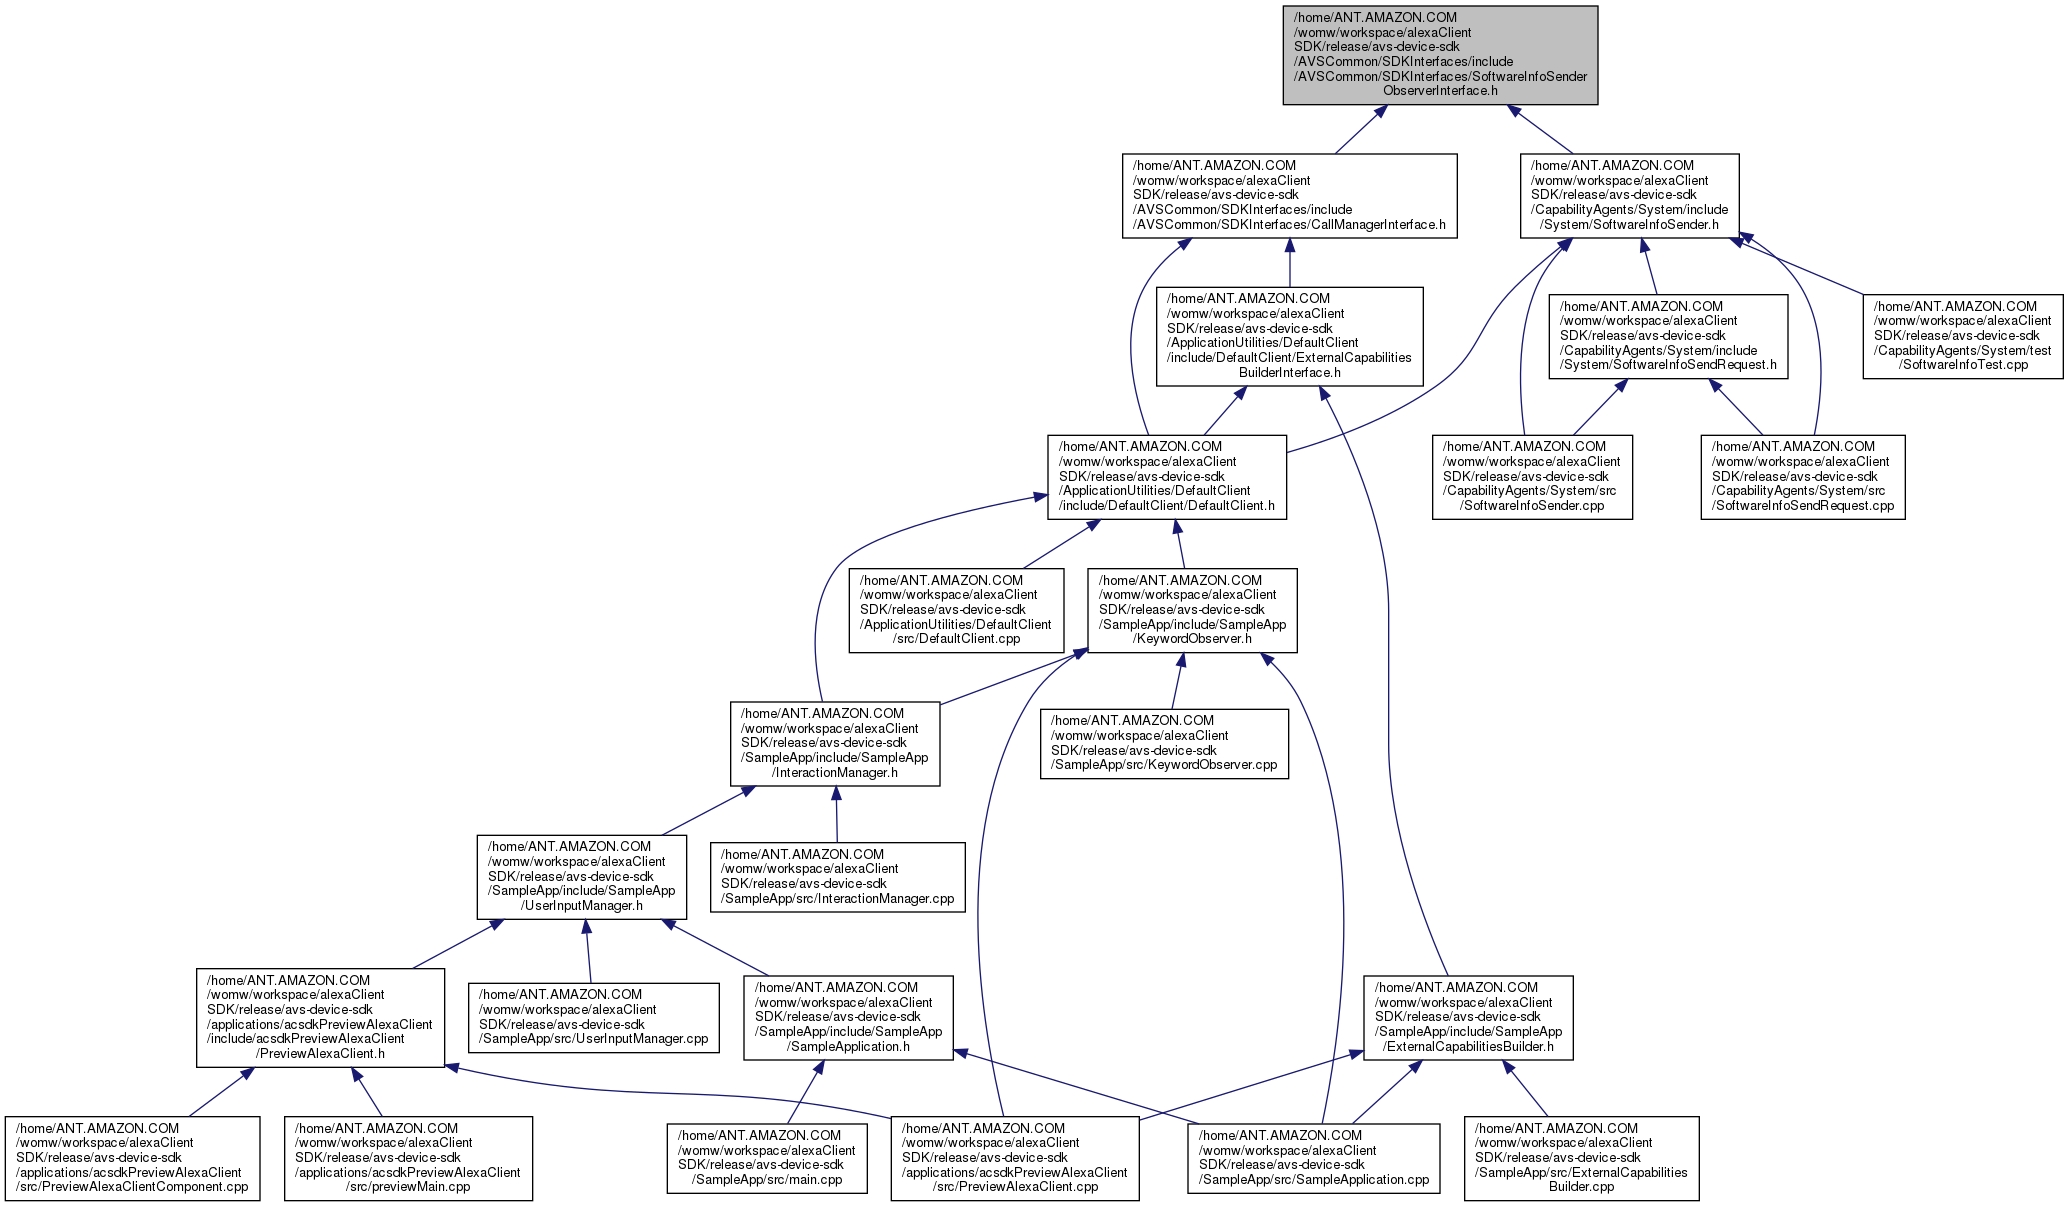 /home/ANT.AMAZON.COM
/womw/workspace/alexaClient
SDK/release/avs-device-sdk
/AVSCommon/SDKInterfaces/include
/AVSCommon/SDKInterfaces/SoftwareInfoSender
ObserverInterface.h
/home/ANT.AMAZON.COM
/womw/workspace/alexaClient
SDK/release/avs-device-sdk
/AVSCommon/SDKInterfaces/include
/AVSCommon/SDKInterfaces/CallManagerInterface.h
/home/ANT.AMAZON.COM
/womw/workspace/alexaClient
SDK/release/avs-device-sdk
/CapabilityAgents/System/include
/System/SoftwareInfoSender.h
/home/ANT.AMAZON.COM
/womw/workspace/alexaClient
SDK/release/avs-device-sdk
/ApplicationUtilities/DefaultClient
/include/DefaultClient/ExternalCapabilities
BuilderInterface.h
/home/ANT.AMAZON.COM
/womw/workspace/alexaClient
SDK/release/avs-device-sdk
/CapabilityAgents/System/include
/System/SoftwareInfoSendRequest.h
/home/ANT.AMAZON.COM
/womw/workspace/alexaClient
SDK/release/avs-device-sdk
/CapabilityAgents/System/test
/SoftwareInfoTest.cpp
/home/ANT.AMAZON.COM
/womw/workspace/alexaClient
SDK/release/avs-device-sdk
/ApplicationUtilities/DefaultClient
/include/DefaultClient/DefaultClient.h
/home/ANT.AMAZON.COM
/womw/workspace/alexaClient
SDK/release/avs-device-sdk
/CapabilityAgents/System/src
/SoftwareInfoSender.cpp
/home/ANT.AMAZON.COM
/womw/workspace/alexaClient
SDK/release/avs-device-sdk
/CapabilityAgents/System/src
/SoftwareInfoSendRequest.cpp
/home/ANT.AMAZON.COM
/womw/workspace/alexaClient
SDK/release/avs-device-sdk
/ApplicationUtilities/DefaultClient
/src/DefaultClient.cpp
/home/ANT.AMAZON.COM
/womw/workspace/alexaClient
SDK/release/avs-device-sdk
/SampleApp/include/SampleApp
/KeywordObserver.h
/home/ANT.AMAZON.COM
/womw/workspace/alexaClient
SDK/release/avs-device-sdk
/SampleApp/include/SampleApp
/InteractionManager.h
/home/ANT.AMAZON.COM
/womw/workspace/alexaClient
SDK/release/avs-device-sdk
/SampleApp/src/KeywordObserver.cpp
/home/ANT.AMAZON.COM
/womw/workspace/alexaClient
SDK/release/avs-device-sdk
/SampleApp/include/SampleApp
/UserInputManager.h
/home/ANT.AMAZON.COM
/womw/workspace/alexaClient
SDK/release/avs-device-sdk
/SampleApp/src/InteractionManager.cpp
/home/ANT.AMAZON.COM
/womw/workspace/alexaClient
SDK/release/avs-device-sdk
/applications/acsdkPreviewAlexaClient
/include/acsdkPreviewAlexaClient
/PreviewAlexaClient.h
/home/ANT.AMAZON.COM
/womw/workspace/alexaClient
SDK/release/avs-device-sdk
/SampleApp/src/UserInputManager.cpp
/home/ANT.AMAZON.COM
/womw/workspace/alexaClient
SDK/release/avs-device-sdk
/SampleApp/include/SampleApp
/SampleApplication.h
/home/ANT.AMAZON.COM
/womw/workspace/alexaClient
SDK/release/avs-device-sdk
/SampleApp/include/SampleApp
/ExternalCapabilitiesBuilder.h
/home/ANT.AMAZON.COM
/womw/workspace/alexaClient
SDK/release/avs-device-sdk
/applications/acsdkPreviewAlexaClient
/src/PreviewAlexaClientComponent.cpp
/home/ANT.AMAZON.COM
/womw/workspace/alexaClient
SDK/release/avs-device-sdk
/applications/acsdkPreviewAlexaClient
/src/previewMain.cpp
/home/ANT.AMAZON.COM
/womw/workspace/alexaClient
SDK/release/avs-device-sdk
/SampleApp/src/main.cpp
/home/ANT.AMAZON.COM
/womw/workspace/alexaClient
SDK/release/avs-device-sdk
/applications/acsdkPreviewAlexaClient
/src/PreviewAlexaClient.cpp
/home/ANT.AMAZON.COM
/womw/workspace/alexaClient
SDK/release/avs-device-sdk
/SampleApp/src/SampleApplication.cpp
/home/ANT.AMAZON.COM
/womw/workspace/alexaClient
SDK/release/avs-device-sdk
/SampleApp/src/ExternalCapabilities
Builder.cpp